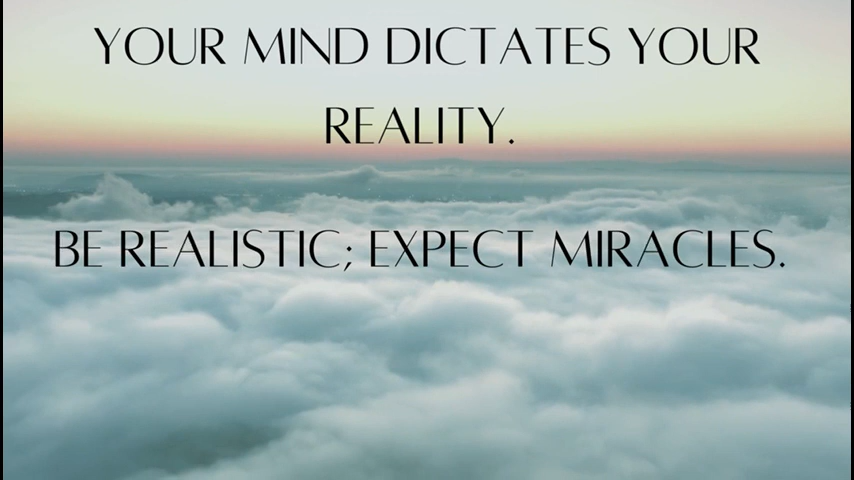 YOUR MIND DICTATES YOUR
REALITY.
BE REALISTIC; EXPECT MIRACLES.